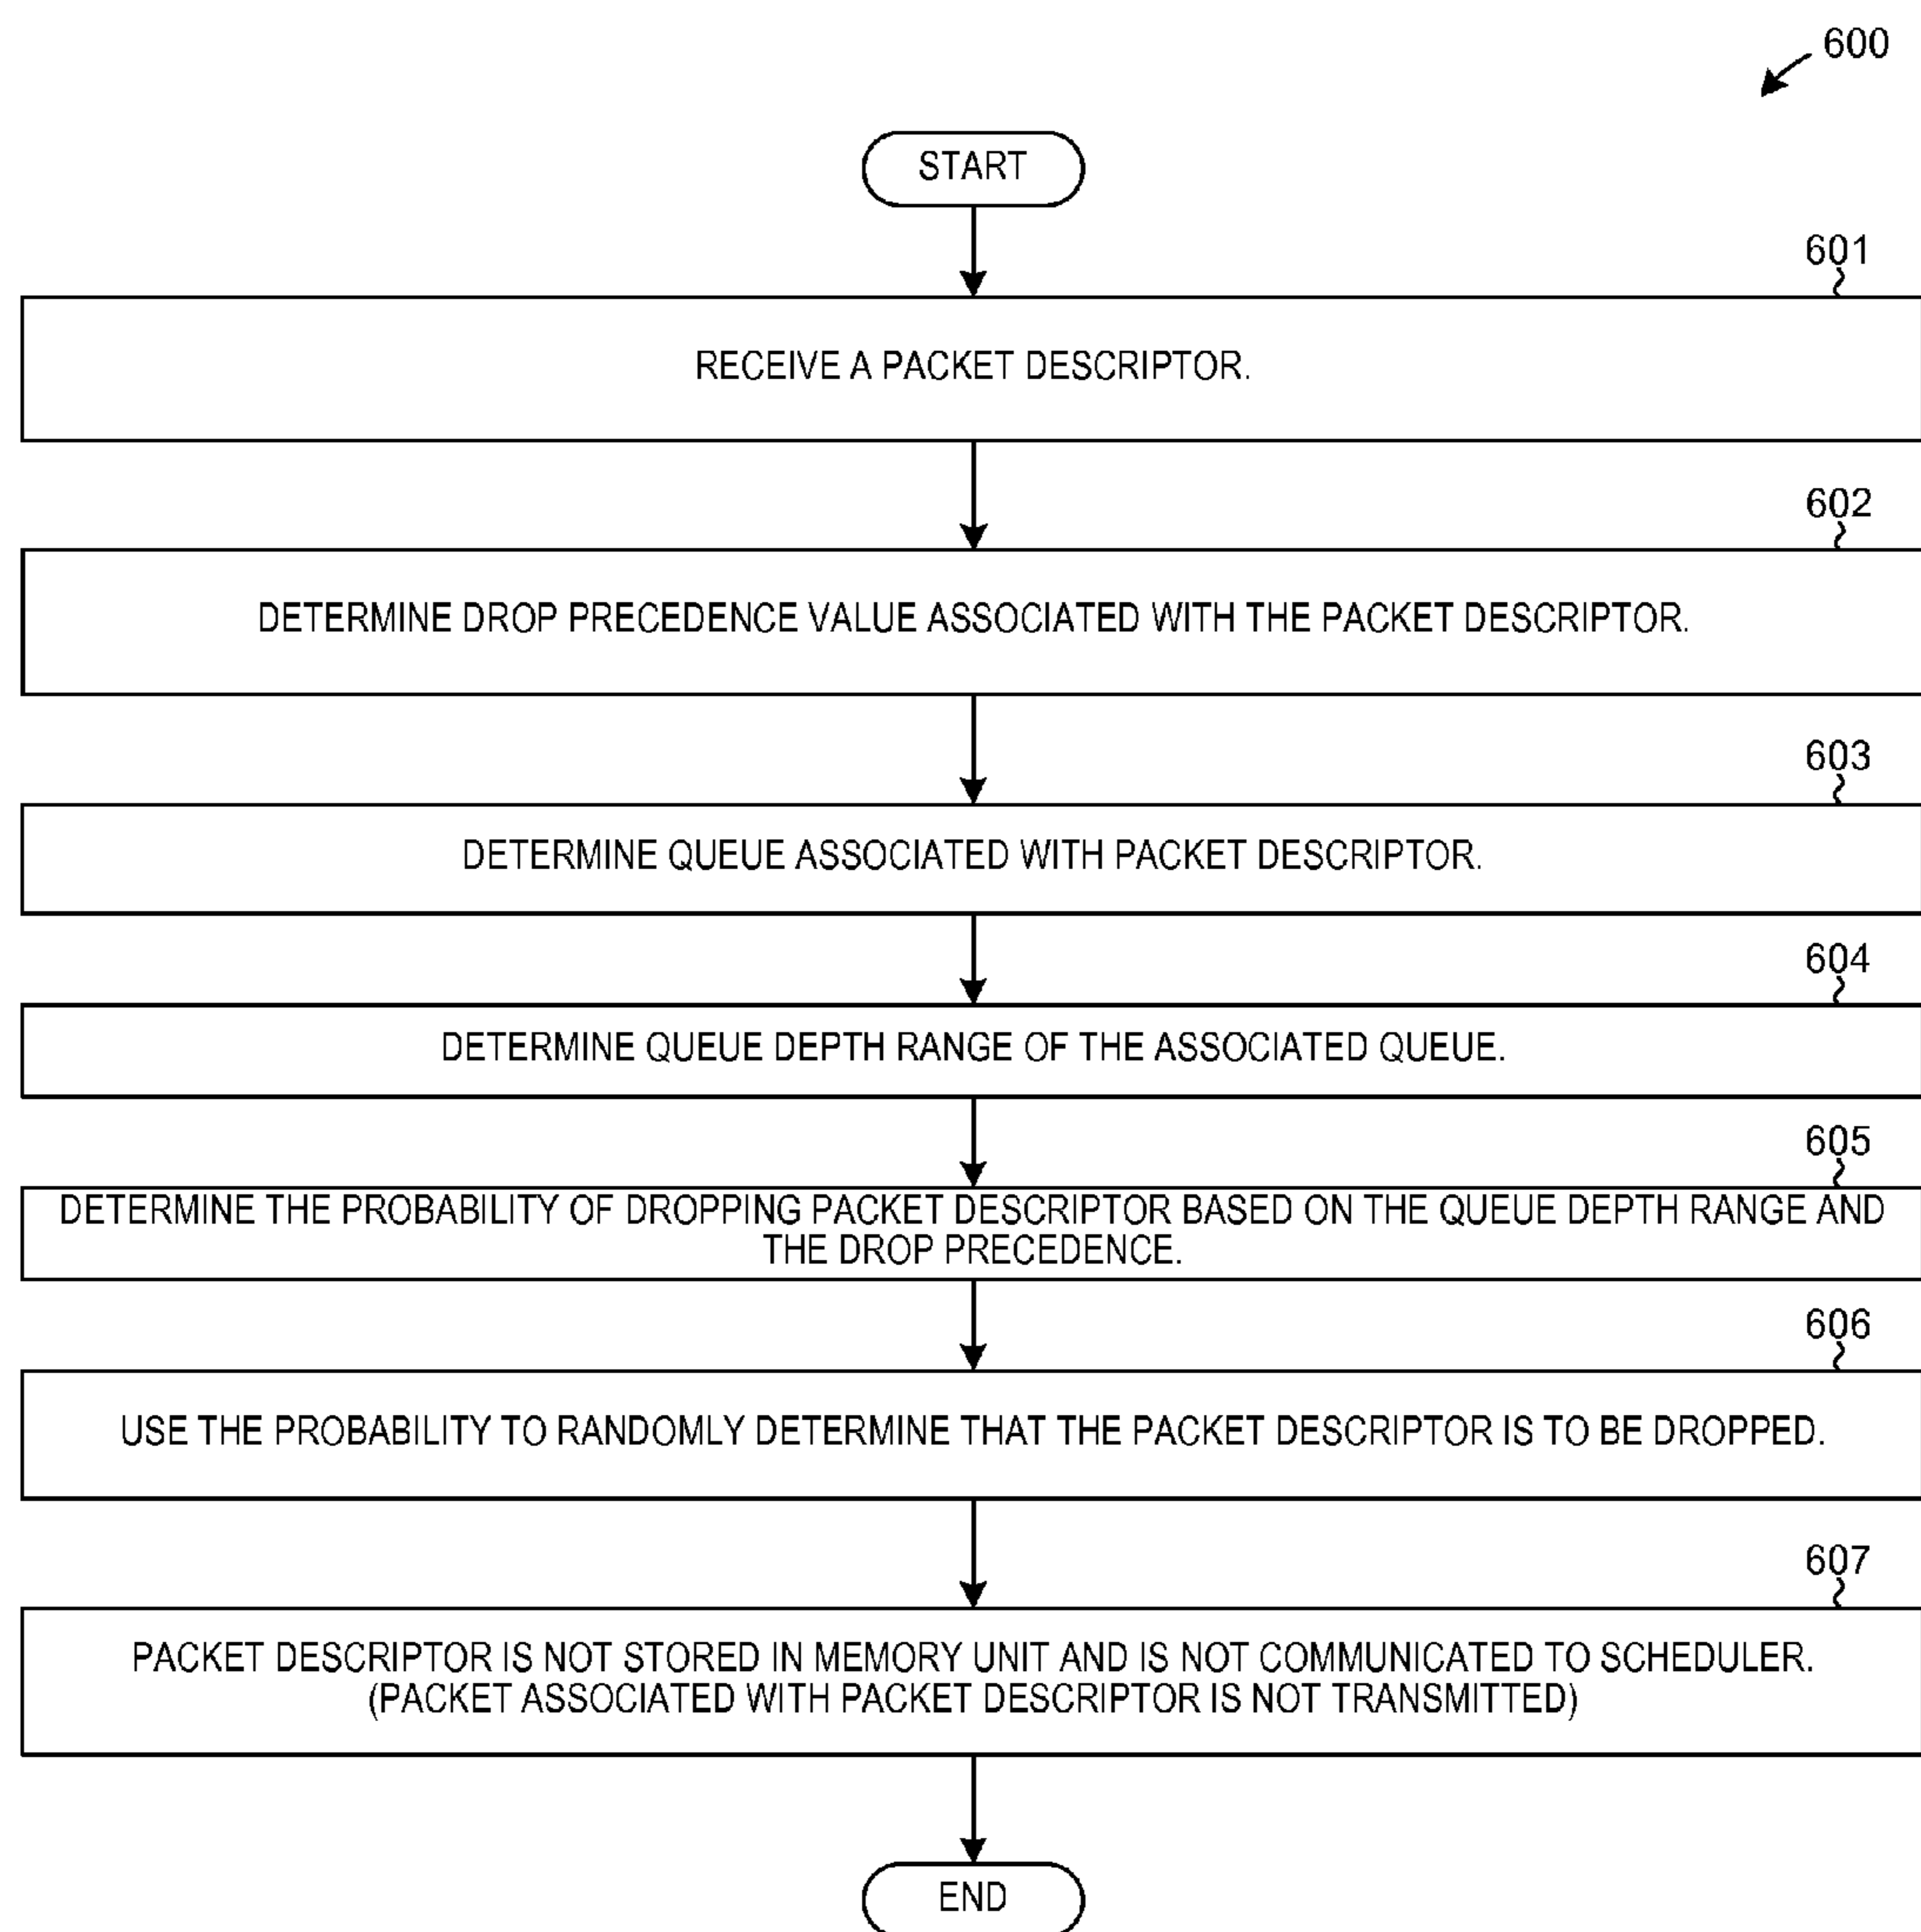 600
START
601
RECEIVE A PACKET DESCRIPTOR.
602
DETERMINE DROP PRECEDENCE VALUE ASSOCIATED WITH THE PACKET DESCRIPTOR.
603
DETERMINE QUEUE ASSOCIATED WITH PACKET DESCRIPTOR.
604
DETERMINE QUEUE DEPTH RANGE OF THE ASSOCIATED QUEUE.
605
DETERMINE THE PROBABILITY OF DROPPING PACKET DESCRIPTOR BASED ON THE QUEUE DEPTH RANGE AND
THE DROP PRECEDENCE.
606
USE THE PROBABILITY TO RANDOMLY DETERMINE THAT THE PACKET DESCRIPTOR IS TO BE DROPPED.
607
PACKET DESCRIPTOR IS NOT STORED IN MEMORY UNIT AND IS NOT COMMUNICATED TO SCHEDULER.
(PACKET ASSOCIATED WITH PACKET DESCRIPTOR IS NOT TRANSMITTED)
END